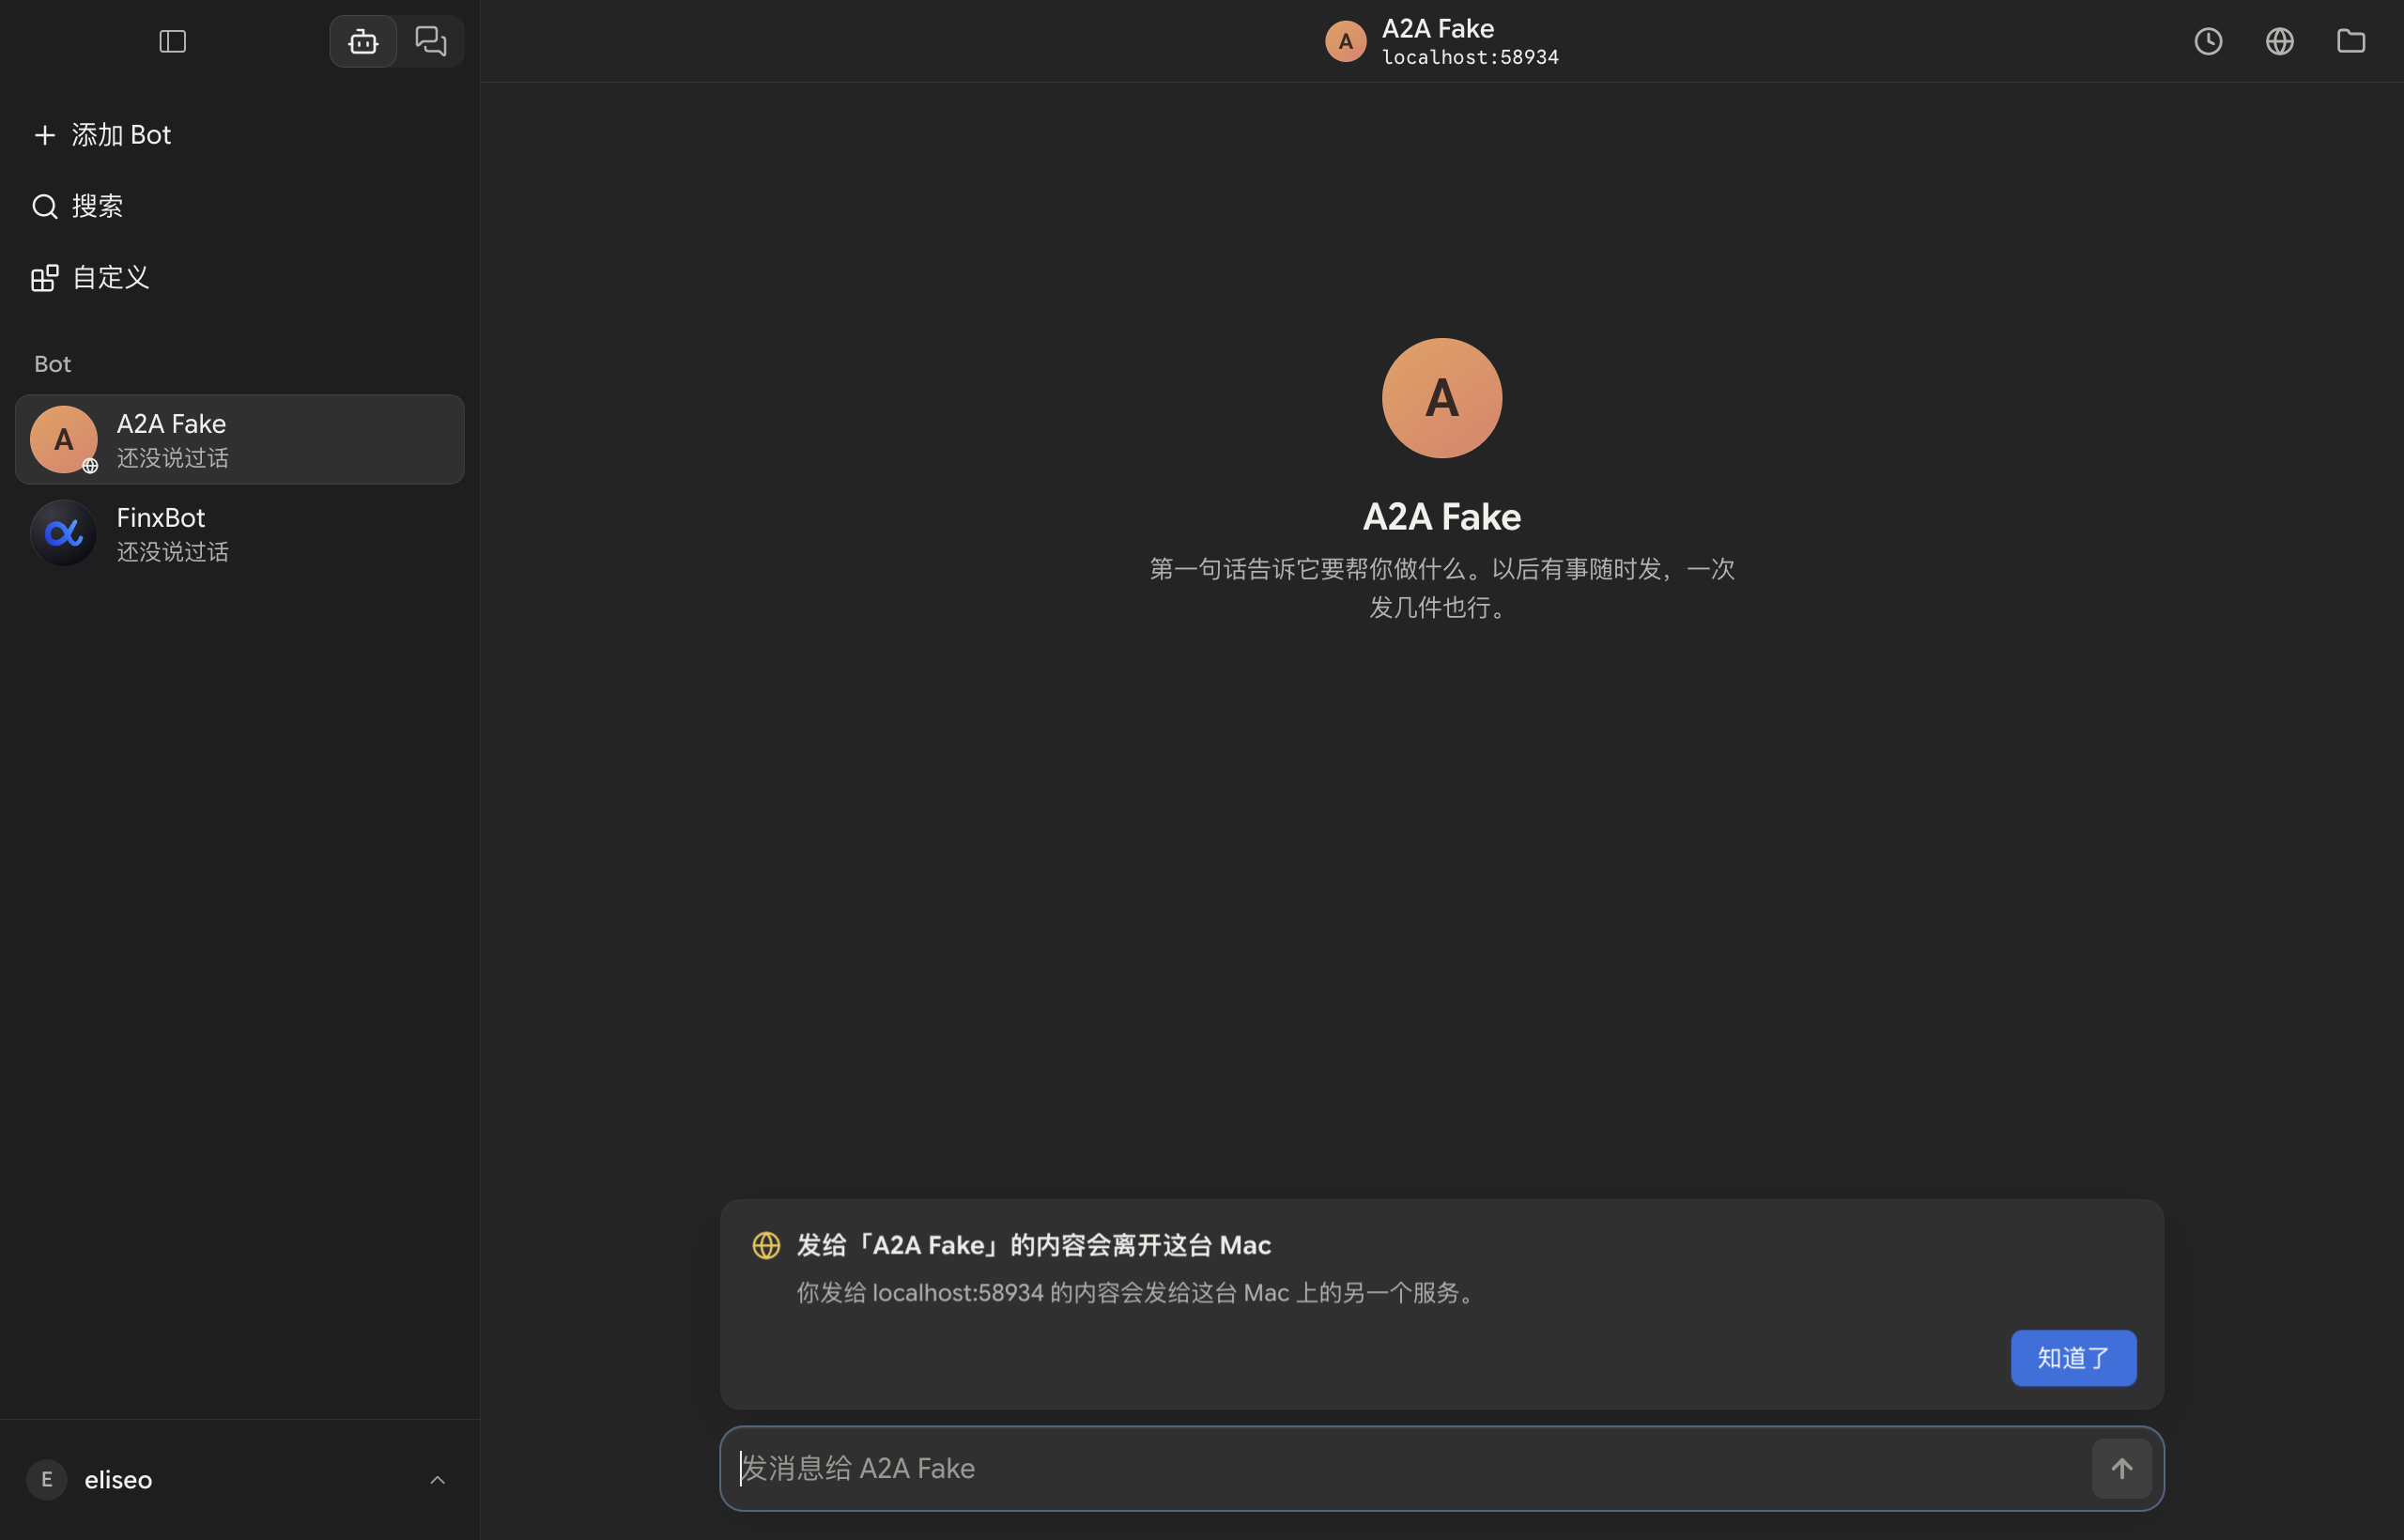 添加 Bot
搜索
自定义
Bot
A
A2A Fake
还没说过话
FinxBot
还没说过话
E
eliseo
A
A2A Fake
localhost:58934
A
A2A Fake
第一句话告诉它要帮你做什么。以后有事随时发，一次
发几件也行。
发给「A2A Fake」的内容会离开这台 Mac
你发给 localhost:58934 的内容会发给这台 Mac 上的另一个服务。
知道了
发消息给 A2A Fake